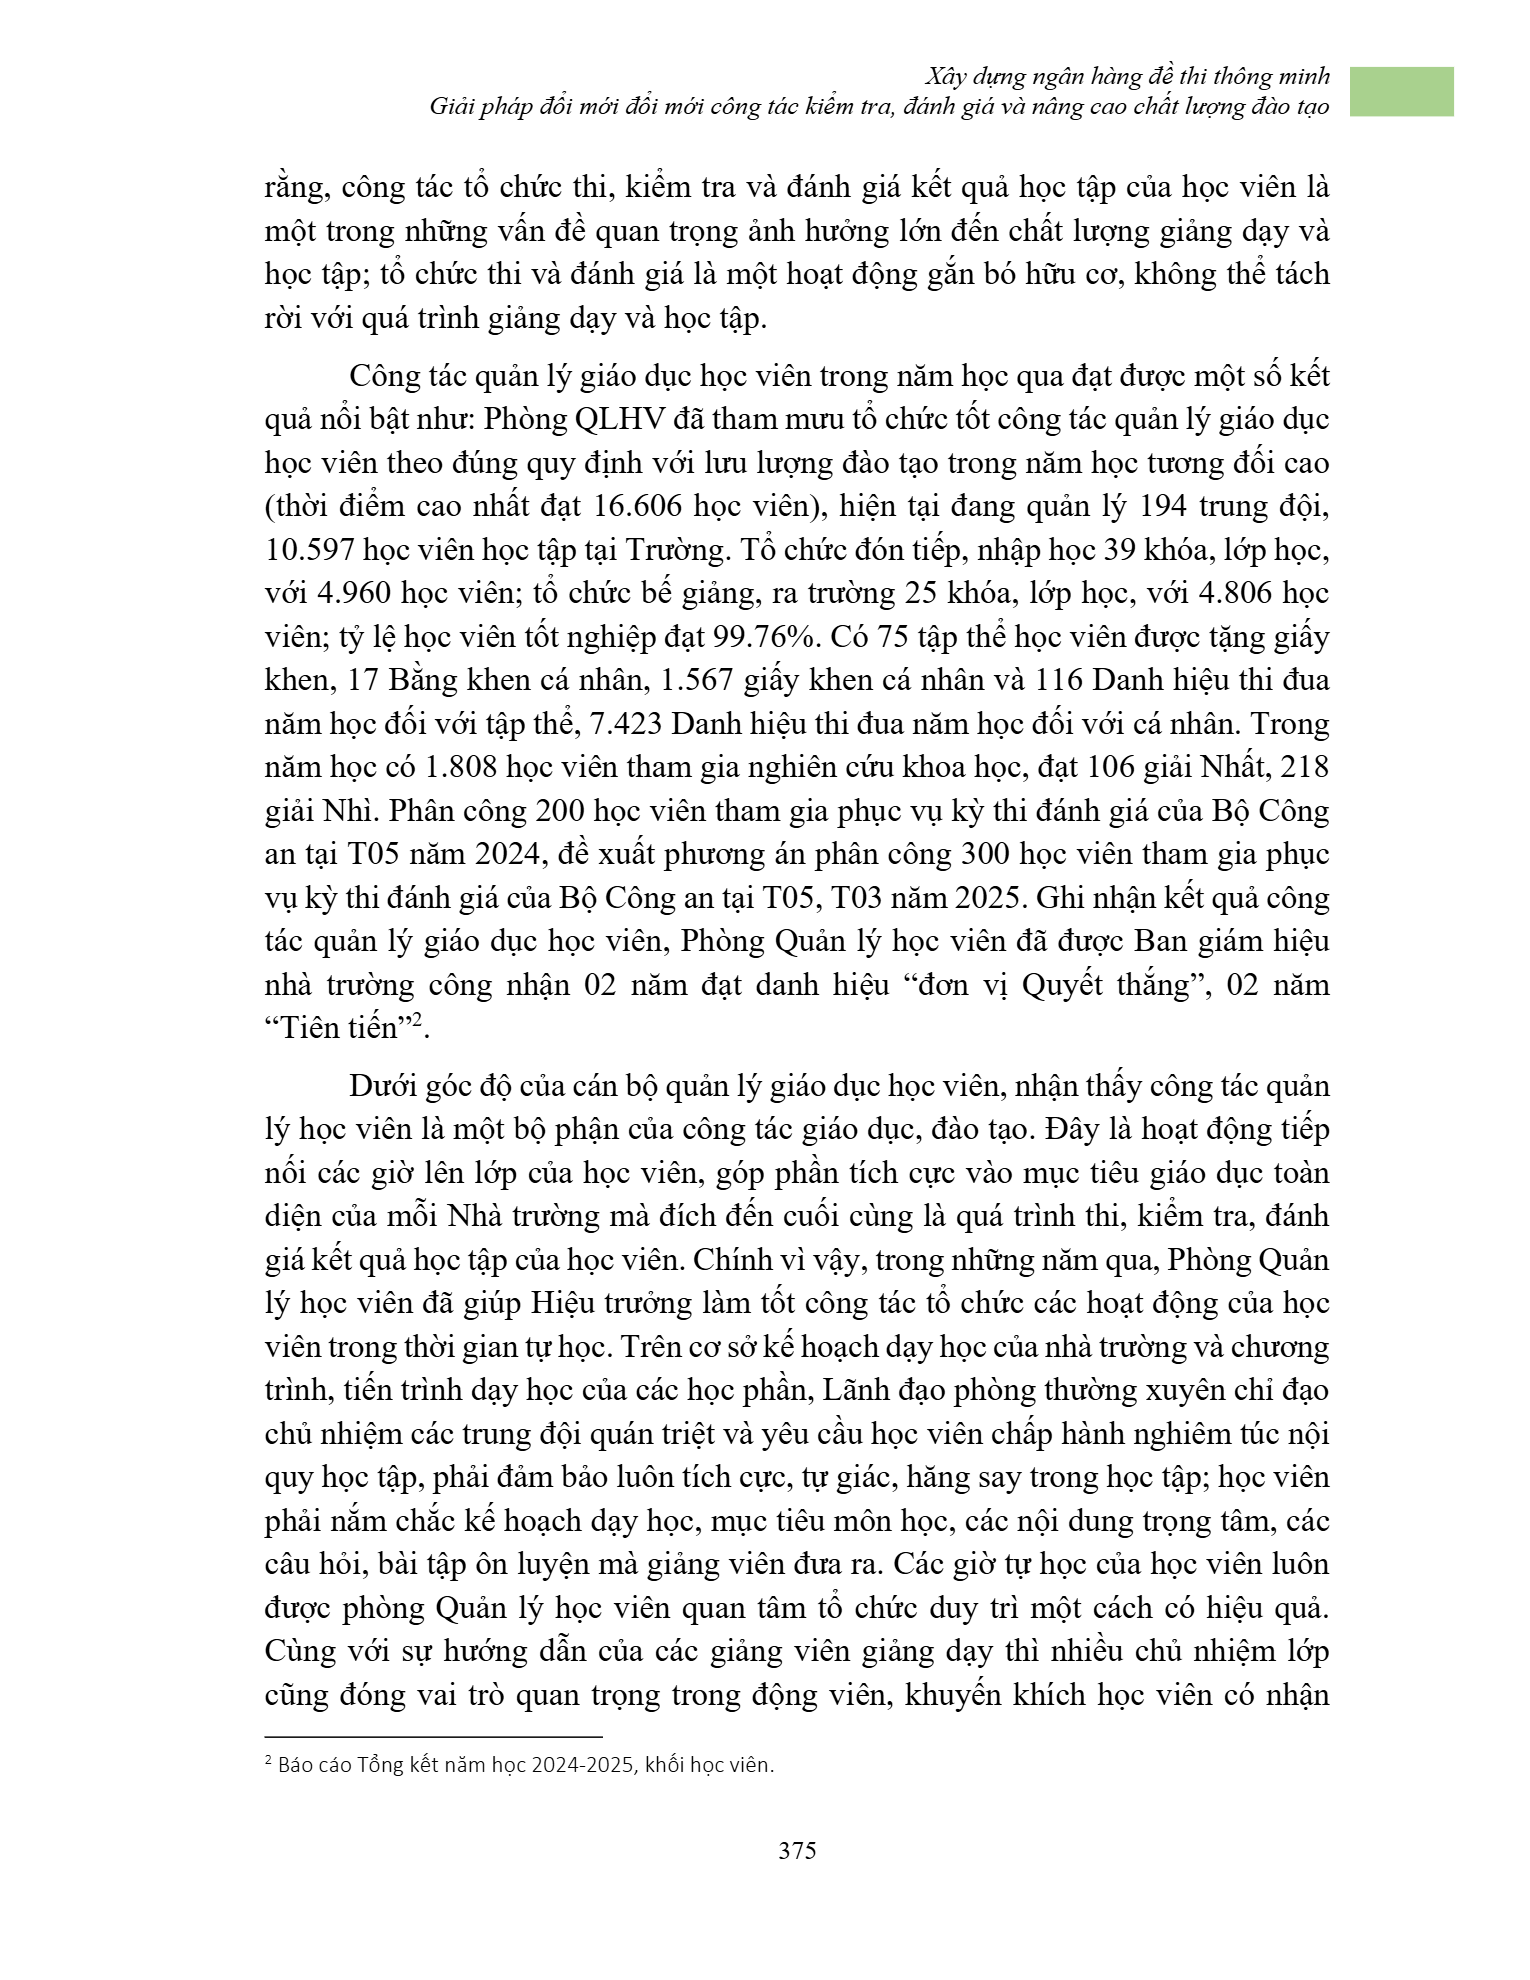 Xây dựng ngân hàng đề thi thông minh
Giải pháp đổi mới đổi mới công tác kiểm tra, đánh giá và nâng cao chất lượng đào tạo
rằng, công tác tổ chức thi, kiểm tra và đánh giá kết quả học tập của học viên là
một trong những vấn đề quan trọng ảnh hưởng lớn đến chất lượng giảng dạy và
học tập; tổ chức thi và đánh giá là một hoạt động gắn bó hữu cơ, không thể tách
rời với quá trình giảng dạy và học tập.
Công tác quản lý giáo dục học viên trong năm học qua đạt được một số kết
quả nổi bật như: Phòng QLHV đã tham mưu tổ chức tốt công tác quản lý giáo dục
học viên theo đúng quy định với lưu lượng đào tạo trong năm học tương đối cao
(thời điểm cao nhất đạt 16.606 học viên), hiện tại đang quản lý 194 trung đội,
10.597 học viên học tập tại Trường. Tổ chức đón tiếp, nhập học 39 khóa, lớp học,
với 4.960 học viên; tổ chức bế giảng, ra trường 25 khóa, lớp học, với 4.806 học
viên; tỷ lệ học viên tốt nghiệp đạt 99.76%. Có 75 tập thể học viên được tặng giấy
khen, 17 Bằng khen cá nhân, 1.567 giấy khen cá nhân và 116 Danh hiệu thi đua
năm học đối với tập thể, 7.423 Danh hiệu thi đua năm học đối với cá nhân. Trong
năm học có 1.808 học viên tham gia nghiên cứu khoa học, đạt 106 giải Nhất, 218
giải Nhì. Phân công 200 học viên tham gia phục vụ kỳ thi đánh giá của Bộ Công
an tại T05 năm 2024, đề xuất phương án phân công 300 học viên tham gia phục
vụ kỳ thi đánh giá của Bộ Công an tại T05, T03 năm 2025. Ghi nhận kết quả công
tác quản lý giáo dục học viên, Phòng Quản lý học viên đã được Ban giám hiệu
nhà trường công nhận 02 năm đạt danh hiệu “đơn vị Quyết thắng”, 02 năm
“Tiên tiến”2.
Dưới góc độ của cán bộ quản lý giáo dục học viên, nhận thấy công tác quản
lý học viên là một bộ phận của công tác giáo dục, đào tạo. Đây là hoạt động tiếp
nối các giờ lên lớp của học viên, góp phần tích cực vào mục tiêu giáo dục toàn
diện của mỗi Nhà trường mà đích đến cuối cùng là quá trình thi, kiểm tra, đánh
giá kết quả học tập của học viên. Chính vì vậy, trong những năm qua, Phòng Quản
lý học viên đã giúp Hiệu trưởng làm tốt công tác tổ chức các hoạt động của học
viên trong thời gian tự học. Trên cơ sở kế hoạch dạy học của nhà trường và chương
trình, tiến trình dạy học của các học phần, Lãnh đạo phòng thường xuyên chỉ đạo
chủ nhiệm các trung đội quán triệt và yêu cầu học viên chấp hành nghiêm túc nội
quy học tập, phải đảm bảo luôn tích cực, tự giác, hăng say trong học tập; học viên
phải nắm chắc kế hoạch dạy học, mục tiêu môn học, các nội dung trọng tâm, các
câu hỏi, bài tập ôn luyện mà giảng viên đưa ra. Các giờ tự học của học viên luôn
được phòng Quản lý học viên quan tâm tổ chức duy trì một cách có hiệu quả.
Cùng với sự hướng dẫn của các giảng viên giảng dạy thì nhiều chủ nhiệm lớp
cũng đóng vai trò quan trọng trong động viên, khuyến khích học viên có nhận
2 Báo cáo Tổng kết năm học 2024-2025, khối học viên.
375